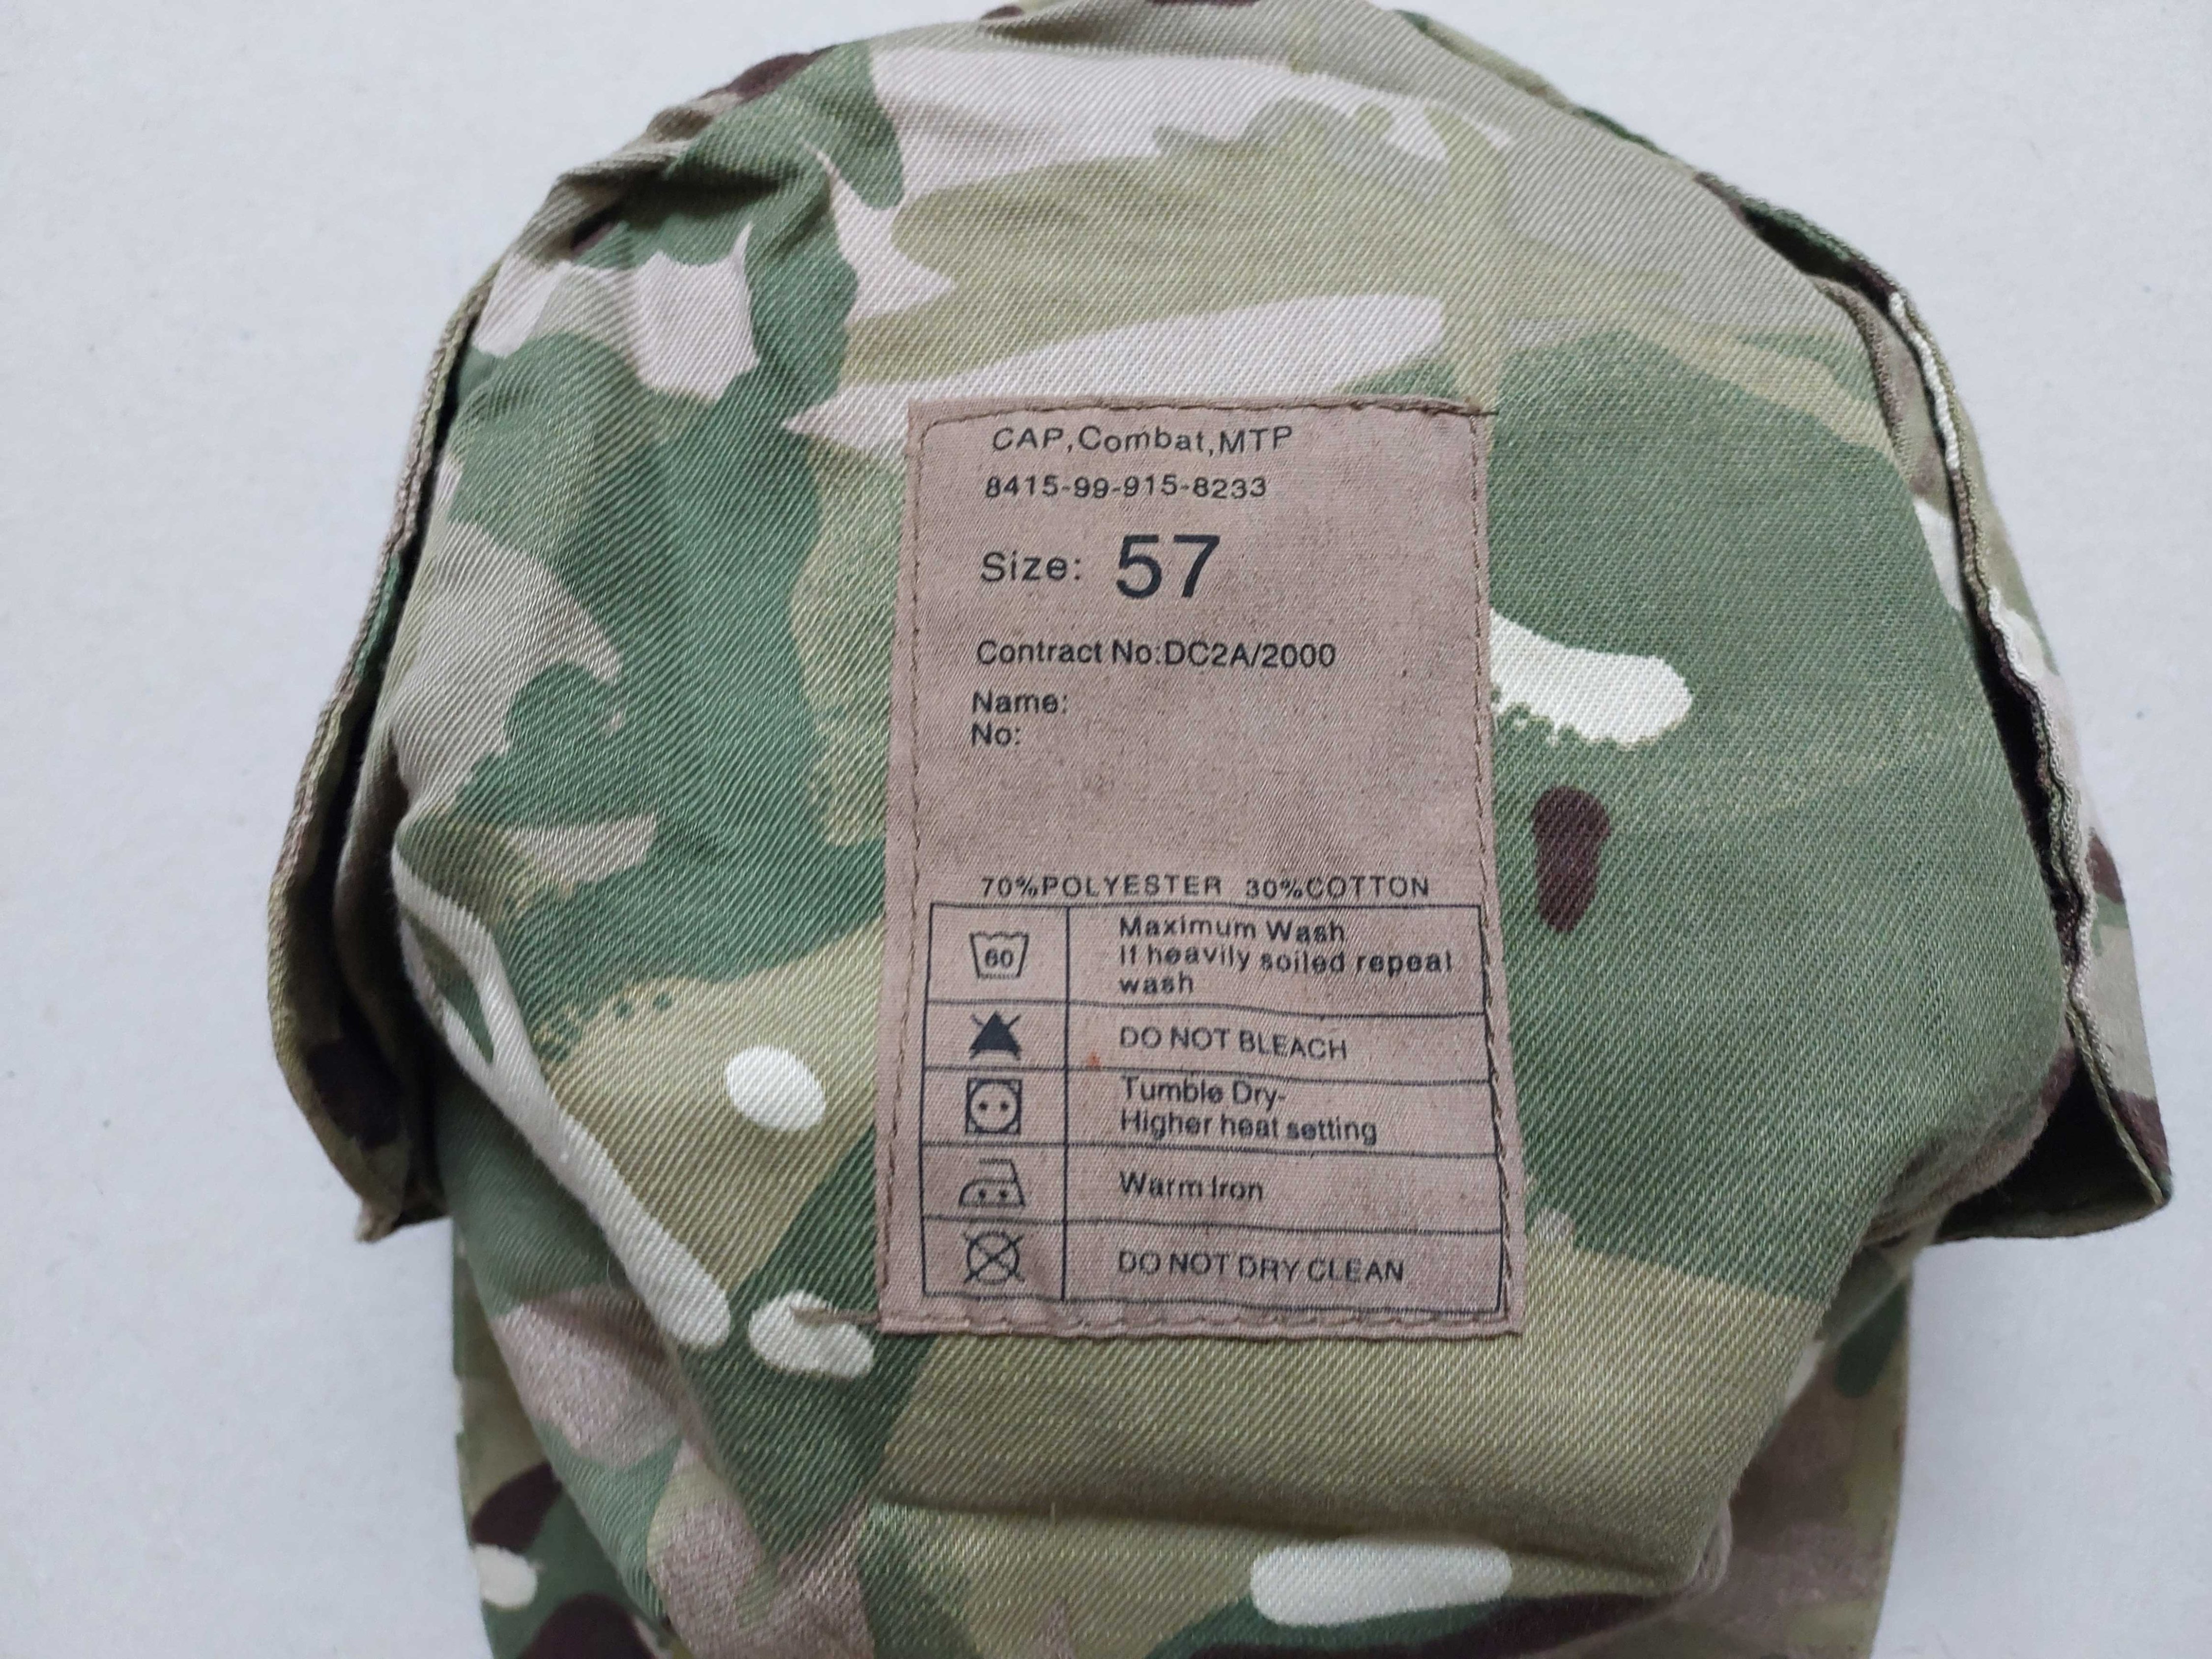 CAP,Combat,MTP
8415-99-915-8233
Size: 57
Contract No:DC2A/2000
Name:
No:
70%POLYESTER 30%COTTON
60
Maximum Wash
If heavily soiled repeat
wash
DO NOT BLEACH
Tumble Dry-
Higher heat setting
Warm Iron
DO NOT DRY CLEAN